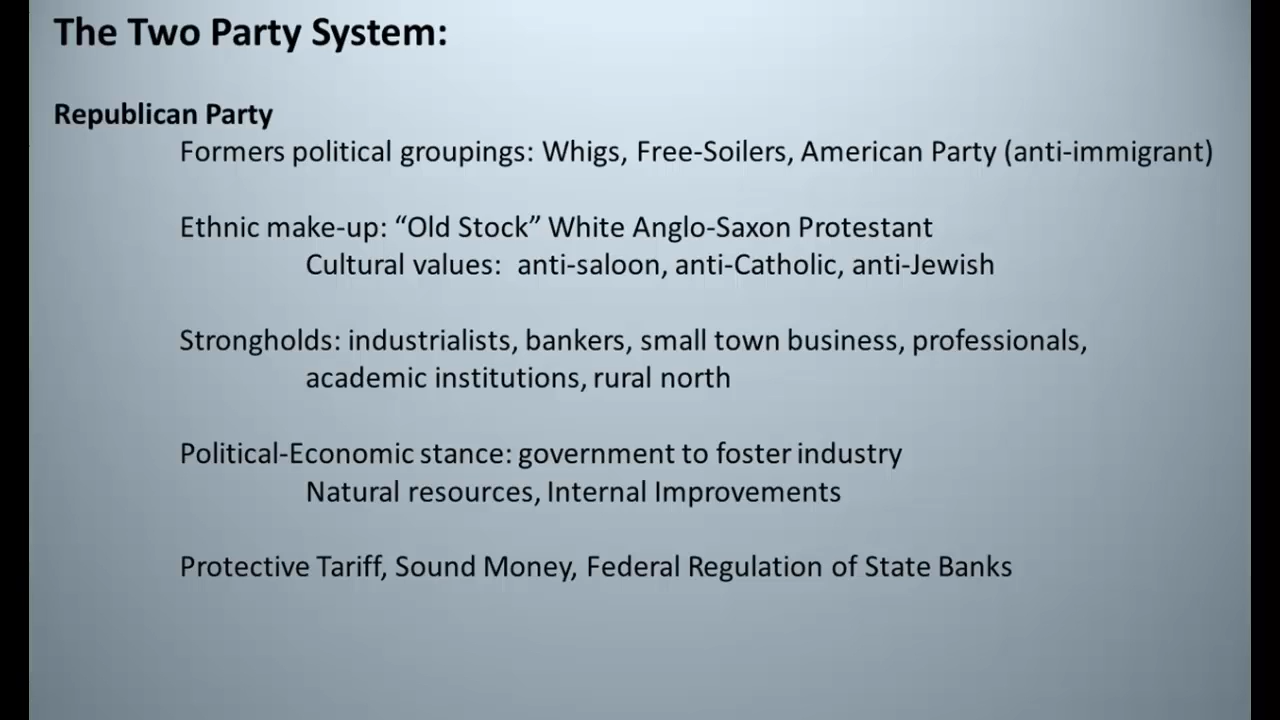 The Two Party System:
Republican Party
Formers political groupings: Whigs, Free-Soilers, American Party (anti-immigrant)
Ethnic make-up: “Old Stock” White Anglo-Saxon Protestant
Cultural values: anti-saloon, anti-Catholic, anti-Jewish
Strongholds: industrialists, bankers, small town business, professionals,
academic institutions, rural north
Political-Economic stance: government to foster industry
Natural resources, Internal Improvements
Protective Tariff, Sound Money, Federal Regulation of State Banks